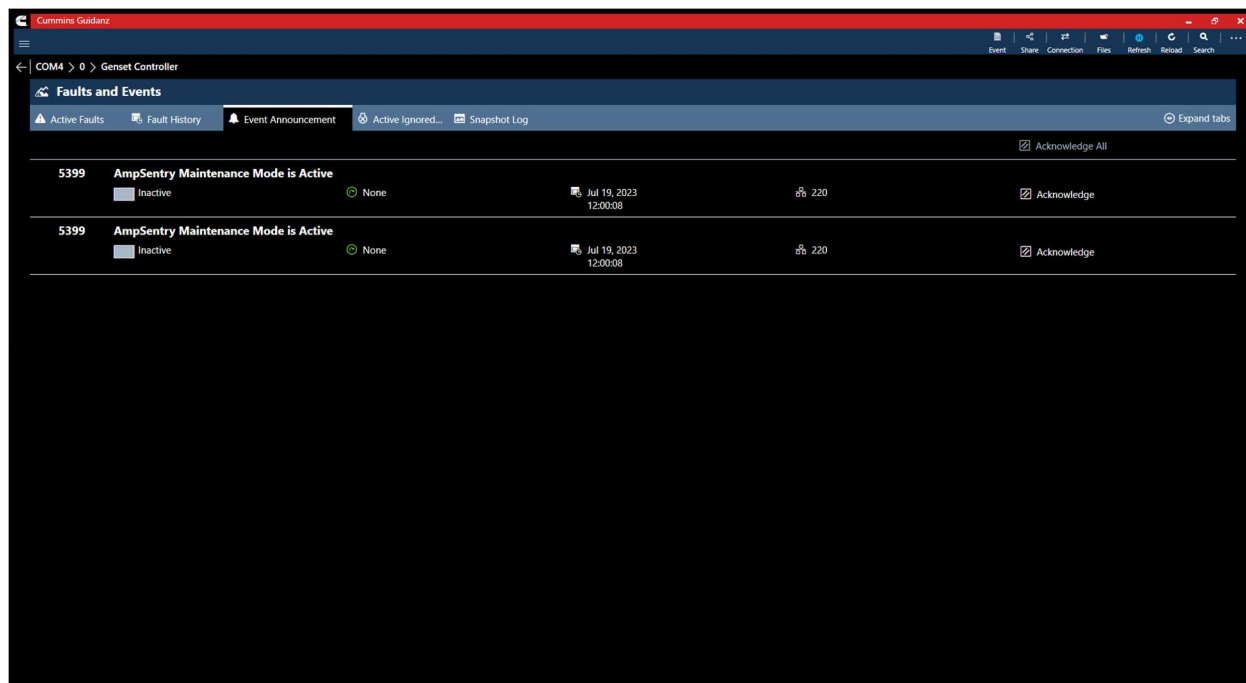 Cummins Guidanz
Event Share Connection Files Refresh Reload Search
COM4 > 0 > Genset Controller
Faults and Events
Active Faults Fault History Event Announcement Active Ignored... Snapshot Log Expand tabs
Acknowledge All
5399 AmpSentry Maintenance Mode is Active
Inactive None Jul 19, 2023 220 Acknowledge
12:00:08
5399 AmpSentry Maintenance Mode is Active
Inactive None Jul 19, 2023 220 Acknowledge
12:00:08